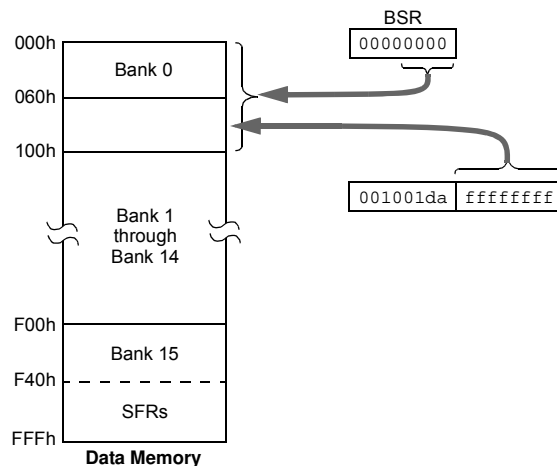 BSR
00000000
000h
Bank 0
060h
100h
001001da ffffffff
Bank 1
through
Bank 14
F00h
Bank 15
F40h
SFRs
FFFh
Data Memory